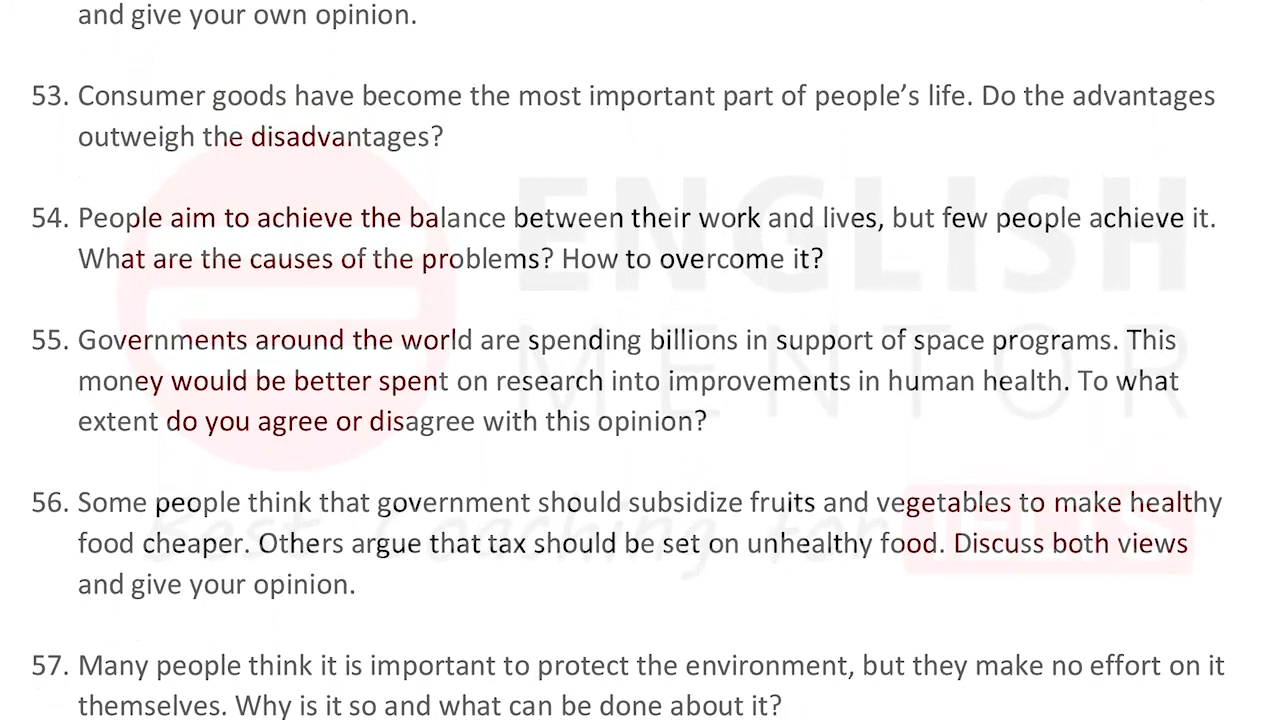 and give your own opinion.
53. Consumer goods have become the most important part of people’s life. Do the advantages
outweigh the disadvantages?
54. People aim to achieve the balance between their work and lives, but few people achieve it.
What are the causes of the problems? How to overcome it?
55. Governments around the world are spending billions in support of space programs. This
money would be better spent on research into improvements in human health. To what
extent do you agree or disagree with this opinion?
56. Some people think that government should subsidize fruits and vegetables to make healthy
food cheaper. Others argue that tax should be set on unhealthy food. Discuss both views
and give your opinion.
57. Many people think it is important to protect the environment, but they make no effort on it
themselves. Why is it so and what can be done about it?
ENGLISH
MENTOR
Best Coaching for IELTS